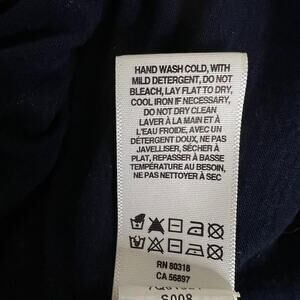 HAND WASH COLD, WITH
MILD DETERGENT, DO NOT
BLEACH, LAY FLAT TO DRY,
COOL IRON IF NECESSARY,
DO NOT DRY CLEAN
LAVER À LA MAIN ET À
L'EAU FROIDE, AVEC UN
DÉTERGENT DOUX, NE PAS
JAVELLISER, SÉCHER À
PLAT, REPASSER À BASSE
TEMPÉRATURE AU BESOIN,
NE PAS NETTOYER À SEC
RN 80318
CA 56897
S008